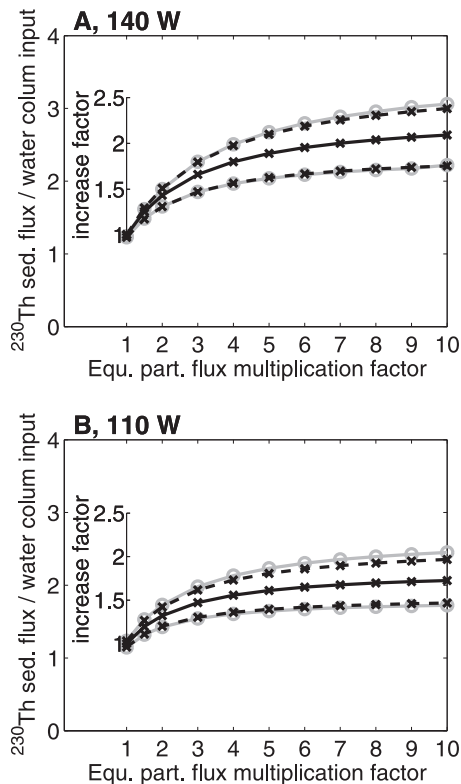 A, 140 W
4
3
2
1
0
2.5
2
1.5
1
increase factor
²³⁰Th sed. flux / water colum input
1 2 3 4 5 6 7 8 9 10
Equ. part. flux multiplication factor
B, 110 W
4
3
2
1
0
2.5
2
1.5
1
increase factor
²³⁰Th sed. flux / water colum input
1 2 3 4 5 6 7 8 9 10
Equ. part. flux multiplication factor